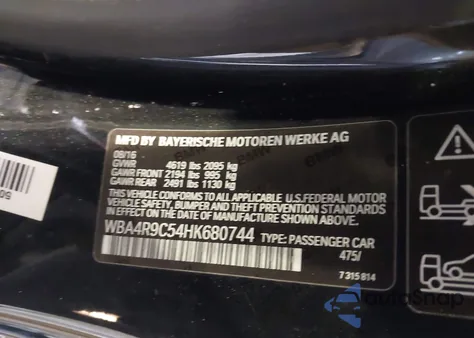 MFD BY BAYERISCHE MOTOREN WERKE AG
08/16
GVWR 4619 lbs 2095 kg
GAWR FRONT 2194 lbs 995 kg
GAWR REAR 2491 lbs 1130 kg
THIS VEHICLE CONFORMS TO ALL APPLICABLE U.S.FEDERAL MOTOR
VEHICLE SAFETY, BUMPER AND THEFT PREVENTION STANDARDS
IN EFFECT ON THE DATE OF MANUFACTURE SHOWN ABOVE.
WBA4R9C54HK680744 TYPE: PASSENGER CAR
475/
7 315 814
autoSnap